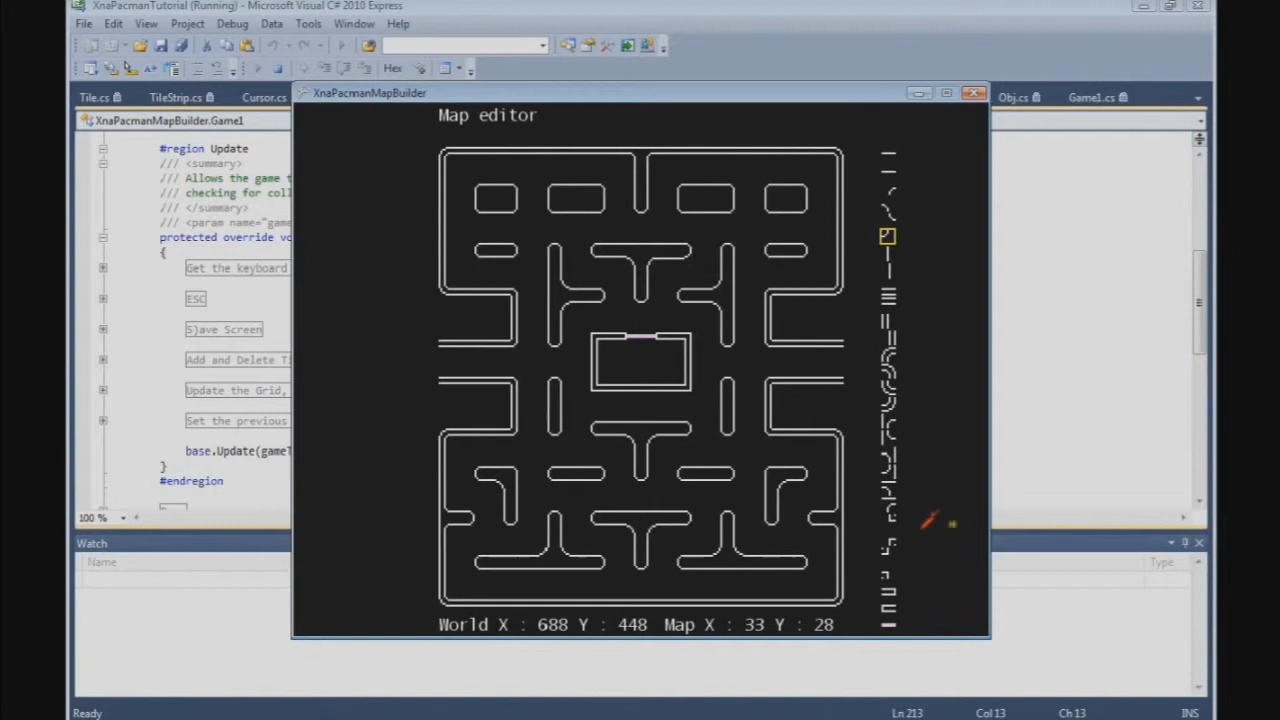 XnaPacmanTutorial (Running) - Microsoft Visual C# 2010 Express
File Edit View Project Debug Data Tools Window Help
Hex
Tile.cs TileStrip.cs Cursor.cs XnaPacmanMapBuilder Obj.cs Game1.cs
XnaPacmanMapBuilder.Game1
Map editor
#region Update
/// <summary>
/// Allows the game t
/// checking for coll
/// </summary>
/// <param name="game
protected override vo
{
Get the keyboard
ESC
S)ave Screen
Add and Delete Ti
Update the Grid,
Set the previous
base.Update(gameT
}
#endregion
100 %
World X : 688 Y : 448 Map X : 33 Y : 28
Watch
Name Type
Ready Ln 213 Col 13 Ch 13 INS